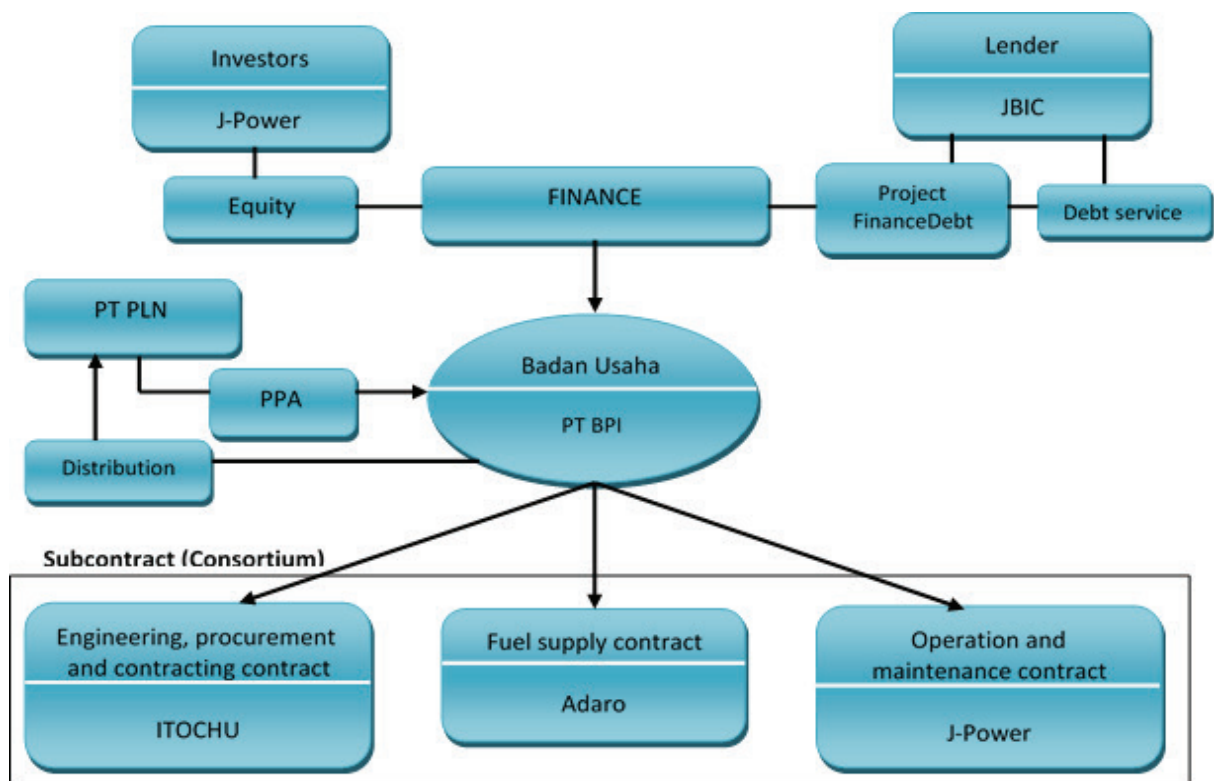 Investors
J-Power
Lender
JBIC
Equity
FINANCE
Project
FinanceDebt
Debt service
PT PLN
PPA
Distribution
Badan Usaha
PT BPI
Subcontract (Consortium)
Engineering, procurement
and contracting contract
ITOCHU
Fuel supply contract
Adaro
Operation and
maintenance contract
J-Power